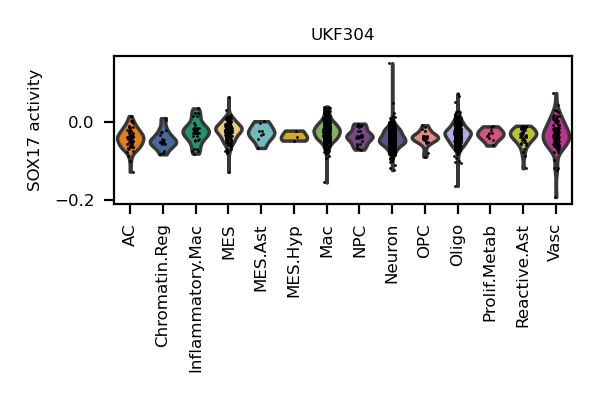 UKF304
SOX17 activity
0.0
−0.2
AC
Chromatin.Reg
Inflammatory.Mac
MES
MES.Ast
MES.Hyp
Mac
NPC
Neuron
OPC
Oligo
Prolif.Metab
Reactive.Ast
Vasc